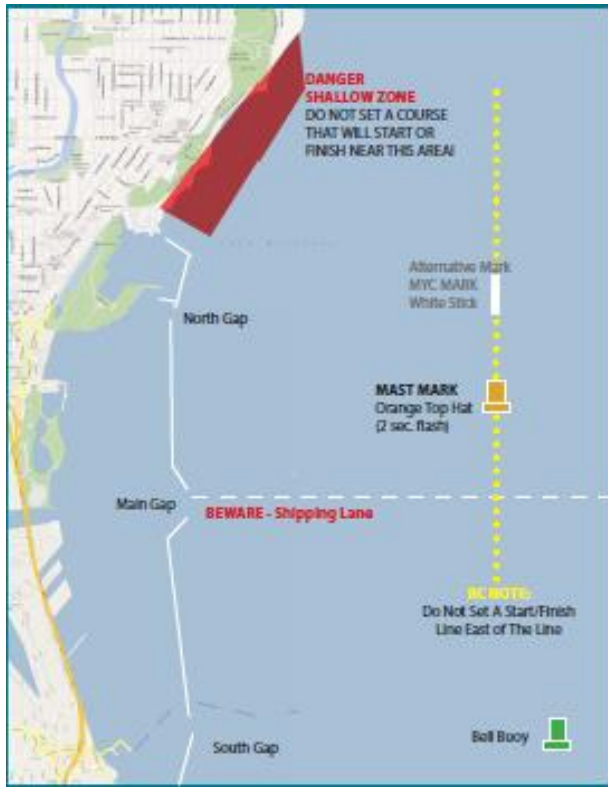 DANGER
SHALLOW ZONE
DO NOT SET A COURSE
THAT WILL START OR
FINISH NEAR THIS AREA!
Alternative Mark
MYC MARK
White Stick
North Gap
MAST MARK
Orange Top Hat
(2 sec. flash)
Main Gap
BEWARE - Shipping Lane
RC NOTE:
Do Not Set A Start/Finish
Line East of The Line
South Gap
Bell Buoy